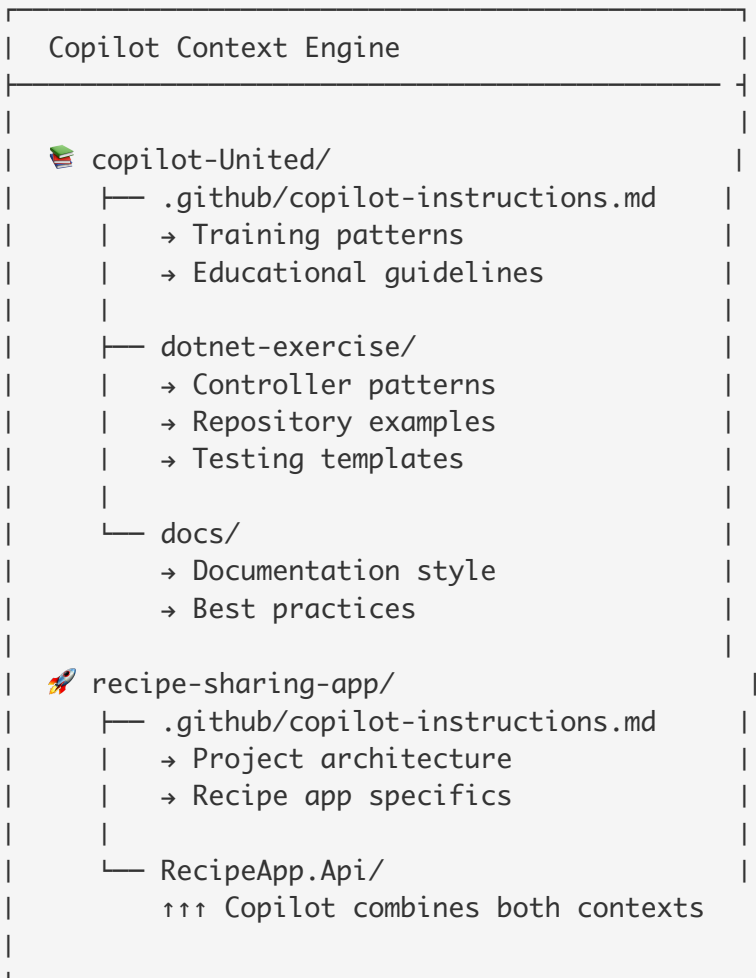 Copilot Context Engine
📚 copilot-United/
├── .github/copilot-instructions.md
│   → Training patterns
│   → Educational guidelines
│
├── dotnet-exercise/
│   → Controller patterns
│   → Repository examples
│   → Testing templates
│
└── docs/
    → Documentation style
    → Best practices
🚀 recipe-sharing-app/
├── .github/copilot-instructions.md
│   → Project architecture
│   → Recipe app specifics
│
└── RecipeApp.Api/
    ↑↑↑ Copilot combines both contexts